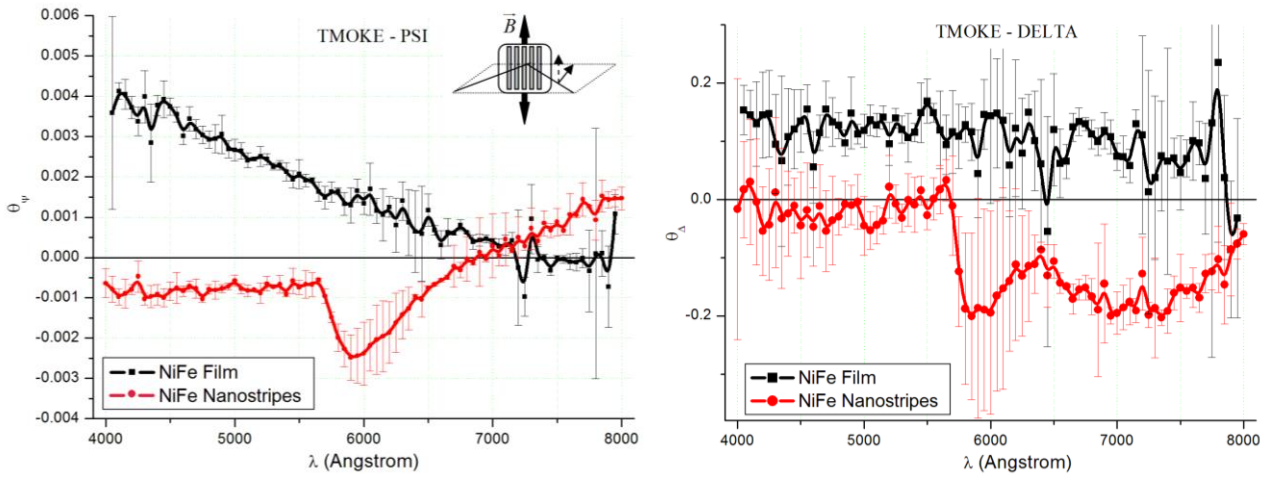 TMOKE - PSI
B
0.006
0.005
0.004
0.003
0.002
0.001
0.000
-0.001
-0.002
-0.003
-0.004
θψ
NiFe Film
NiFe Nanostripes
4000 5000 6000 7000 8000
λ (Angstrom)
TMOKE - DELTA
0.2
0.0
-0.2
θΔ
NiFe Film
NiFe Nanostripes
4000 5000 6000 7000 8000
λ (Angstrom)